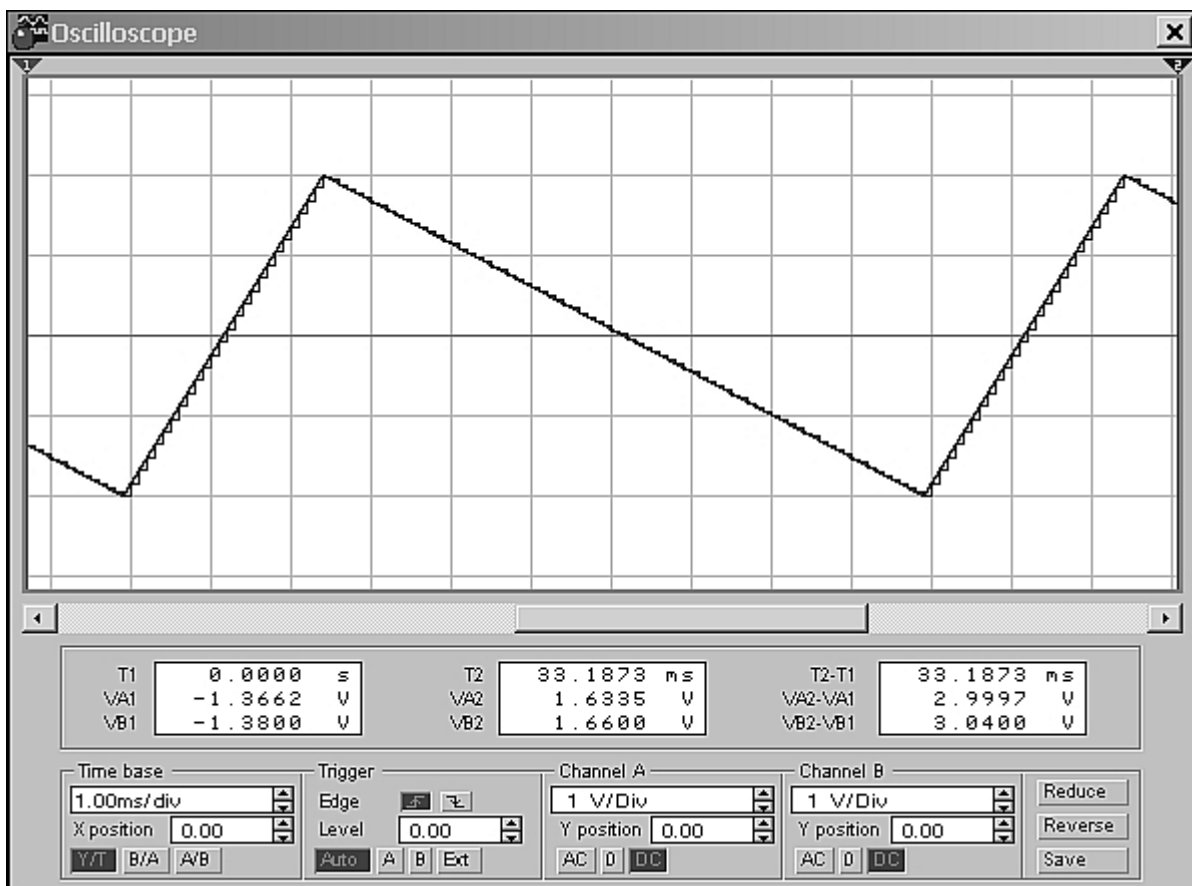 Oscilloscope
1 2
T1 0.0000 s T2 33.1873 ms T2-T1 33.1873 ms
VA1 -1.3662 V VA2 1.6335 V VA2-VA1 2.9997 V
VB1 -1.3800 V VB2 1.6600 V VB2-VB1 3.0400 V
Time base Trigger Channel A Channel B
1.00ms/div Edge 1 V/Div 1 V/Div Reduce
X position 0.00 Level 0.00 Y position 0.00 Y position 0.00 Reverse
Y/T B/A A/B Auto A B Ext AC 0 DC AC 0 DC Save